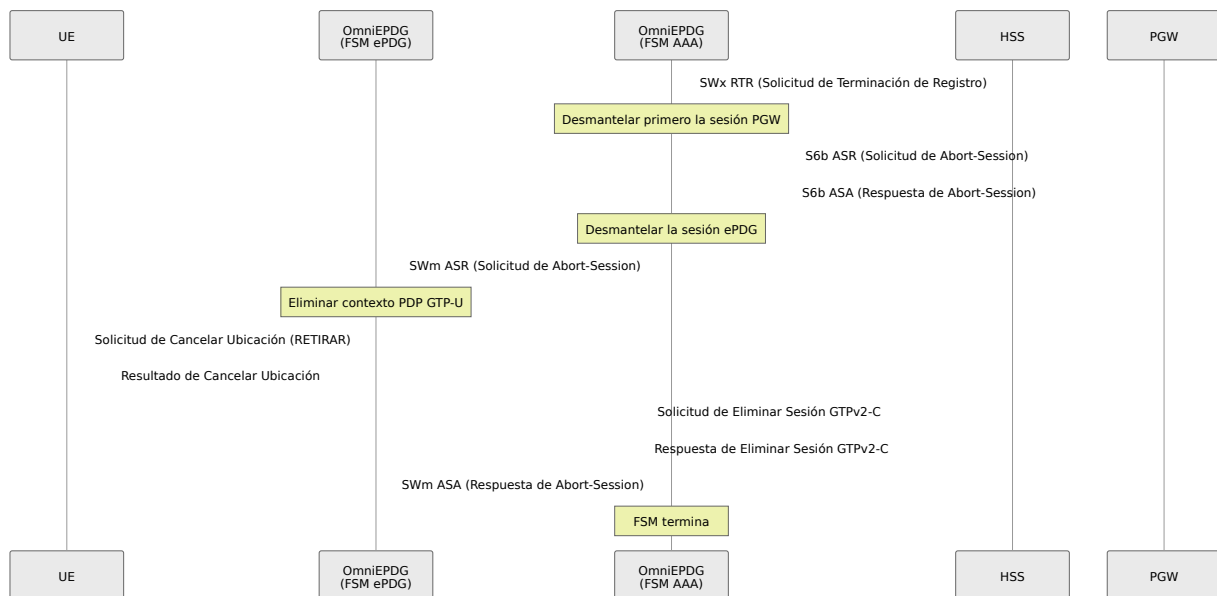 UE
OmniEPDG
(FSM ePDG)
OmniEPDG
(FSM AAA)
HSS
PGW
SWx RTR (Solicitud de Terminación de Registro)
Desmantelar primero la sesión PGW
S6b ASR (Solicitud de Abort-Session)
S6b ASA (Respuesta de Abort-Session)
Desmantelar la sesión ePDG
SWm ASR (Solicitud de Abort-Session)
Eliminar contexto PDP GTP-U
Solicitud de Cancelar Ubicación (RETIRAR)
Resultado de Cancelar Ubicación
Solicitud de Eliminar Sesión GTPv2-C
Respuesta de Eliminar Sesión GTPv2-C
SWm ASA (Respuesta de Abort-Session)
FSM termina
UE
OmniEPDG
(FSM ePDG)
OmniEPDG
(FSM AAA)
HSS
PGW